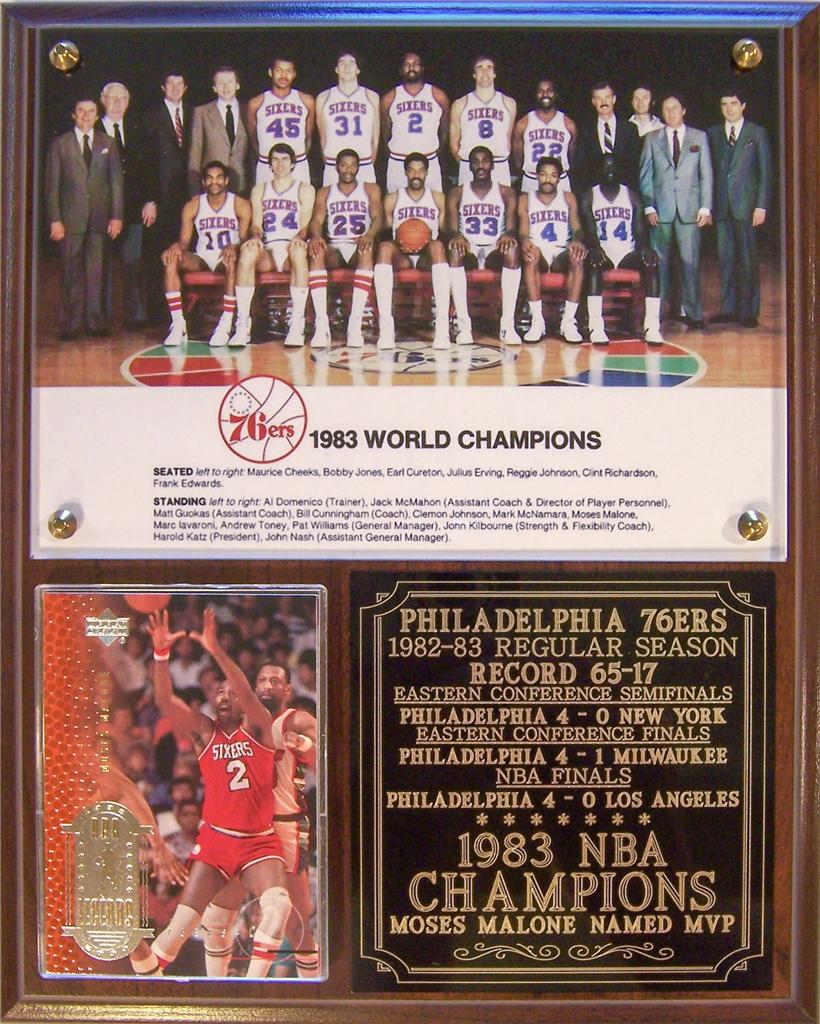 SIXERS 45
SIXERS 31
SIXERS 2
SIXERS 8
SIXERS 22
SIXERS 10
SIXERS 24
SIXERS 25
SIXERS
SIXERS 33
SIXERS 4
SIXERS 14
76ers
1983 WORLD CHAMPIONS
SEATED left to right: Maurice Cheeks, Bobby Jones, Earl Cureton, Julius Erving, Reggie Johnson, Clint Richardson,
Frank Edwards.
STANDING left to right: Al Domenico (Trainer), Jack McMahon (Assistant Coach & Director of Player Personnel),
Matt Guokas (Assistant Coach), Bill Cunningham (Coach), Clemon Johnson, Mark McNamara, Moses Malone,
Marc Iavaroni, Andrew Toney, Pat Williams (General Manager), John Kilbourne (Strength & Flexibility Coach),
Harold Katz (President), John Nash (Assistant General Manager).
UPPER DECK
MOSES MALONE
SIXERS
2
NBA
LEGENDS
PHILADELPHIA 76ERS
1982-83 REGULAR SEASON
RECORD 65-17
EASTERN CONFERENCE SEMIFINALS
PHILADELPHIA 4 - 0 NEW YORK
EASTERN CONFERENCE FINALS
PHILADELPHIA 4 - 1 MILWAUKEE
NBA FINALS
PHILADELPHIA 4 - 0 LOS ANGELES
* * * * * * *
1983 NBA
CHAMPIONS
MOSES MALONE NAMED MVP